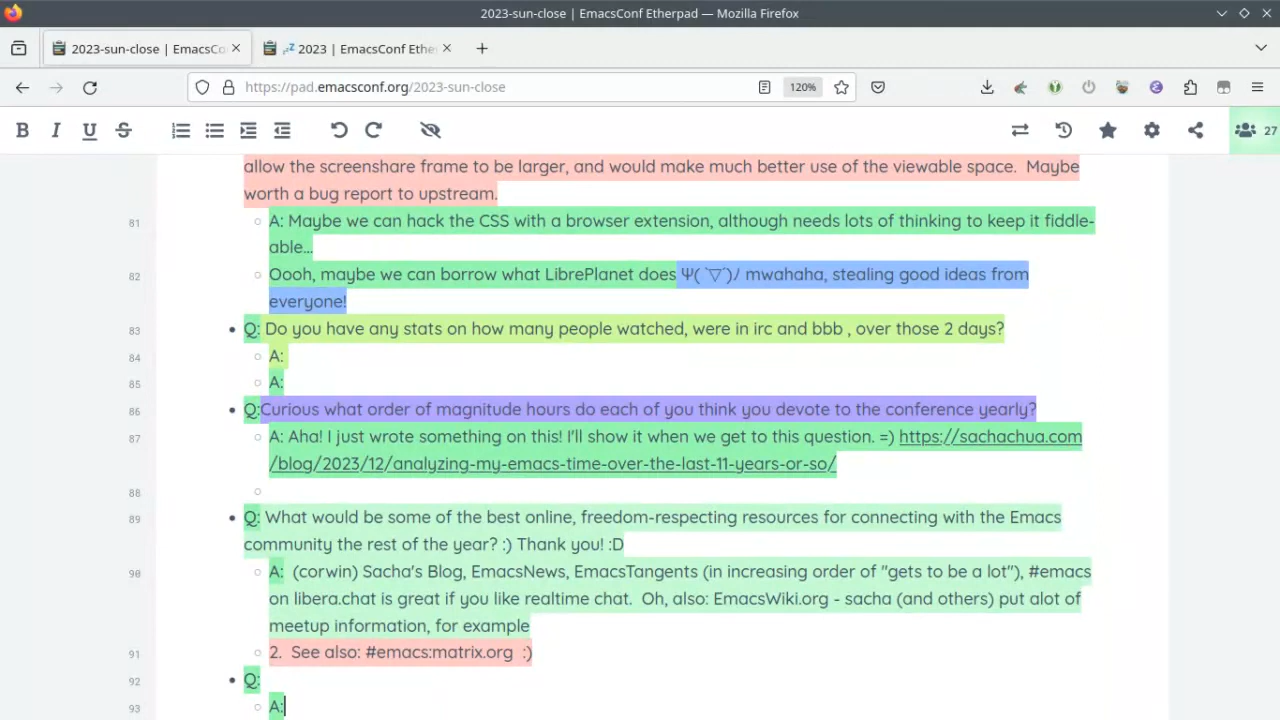 2023-sun-close | EmacsConf Etherpad — Mozilla Firefox
2023-sun-close | EmacsCo
💤 2023 | EmacsConf Ethe
https://pad.emacsconf.org/2023-sun-close
120%
B I U S
27
allow the screenshare frame to be larger, and would make much better use of the viewable space. Maybe
worth a bug report to upstream.
81 A: Maybe we can hack the CSS with a browser extension, although needs lots of thinking to keep it fiddle-
able...
82 Oooh, maybe we can borrow what LibrePlanet does Ψ( ˙▽˙)ﾉ mwahaha, stealing good ideas from
everyone!
83 Q: Do you have any stats on how many people watched, were in irc and bbb , over those 2 days?
84 A:
85 A:
86 Q:Curious what order of magnitude hours do each of you think you devote to the conference yearly?
87 A: Aha! I just wrote something on this! I'll show it when we get to this question. =) https://sachachua.com
/blog/2023/12/analyzing-my-emacs-time-over-the-last-11-years-or-so/
88
89 Q: What would be some of the best online, freedom-respecting resources for connecting with the Emacs
community the rest of the year? :) Thank you! :D
90 A: (corwin) Sacha's Blog, EmacsNews, EmacsTangents (in increasing order of "gets to be a lot"), #emacs
on libera.chat is great if you like realtime chat. Oh, also: EmacsWiki.org - sacha (and others) put alot of
meetup information, for example
91 2. See also: #emacs:matrix.org :)
92 Q:
93 A: